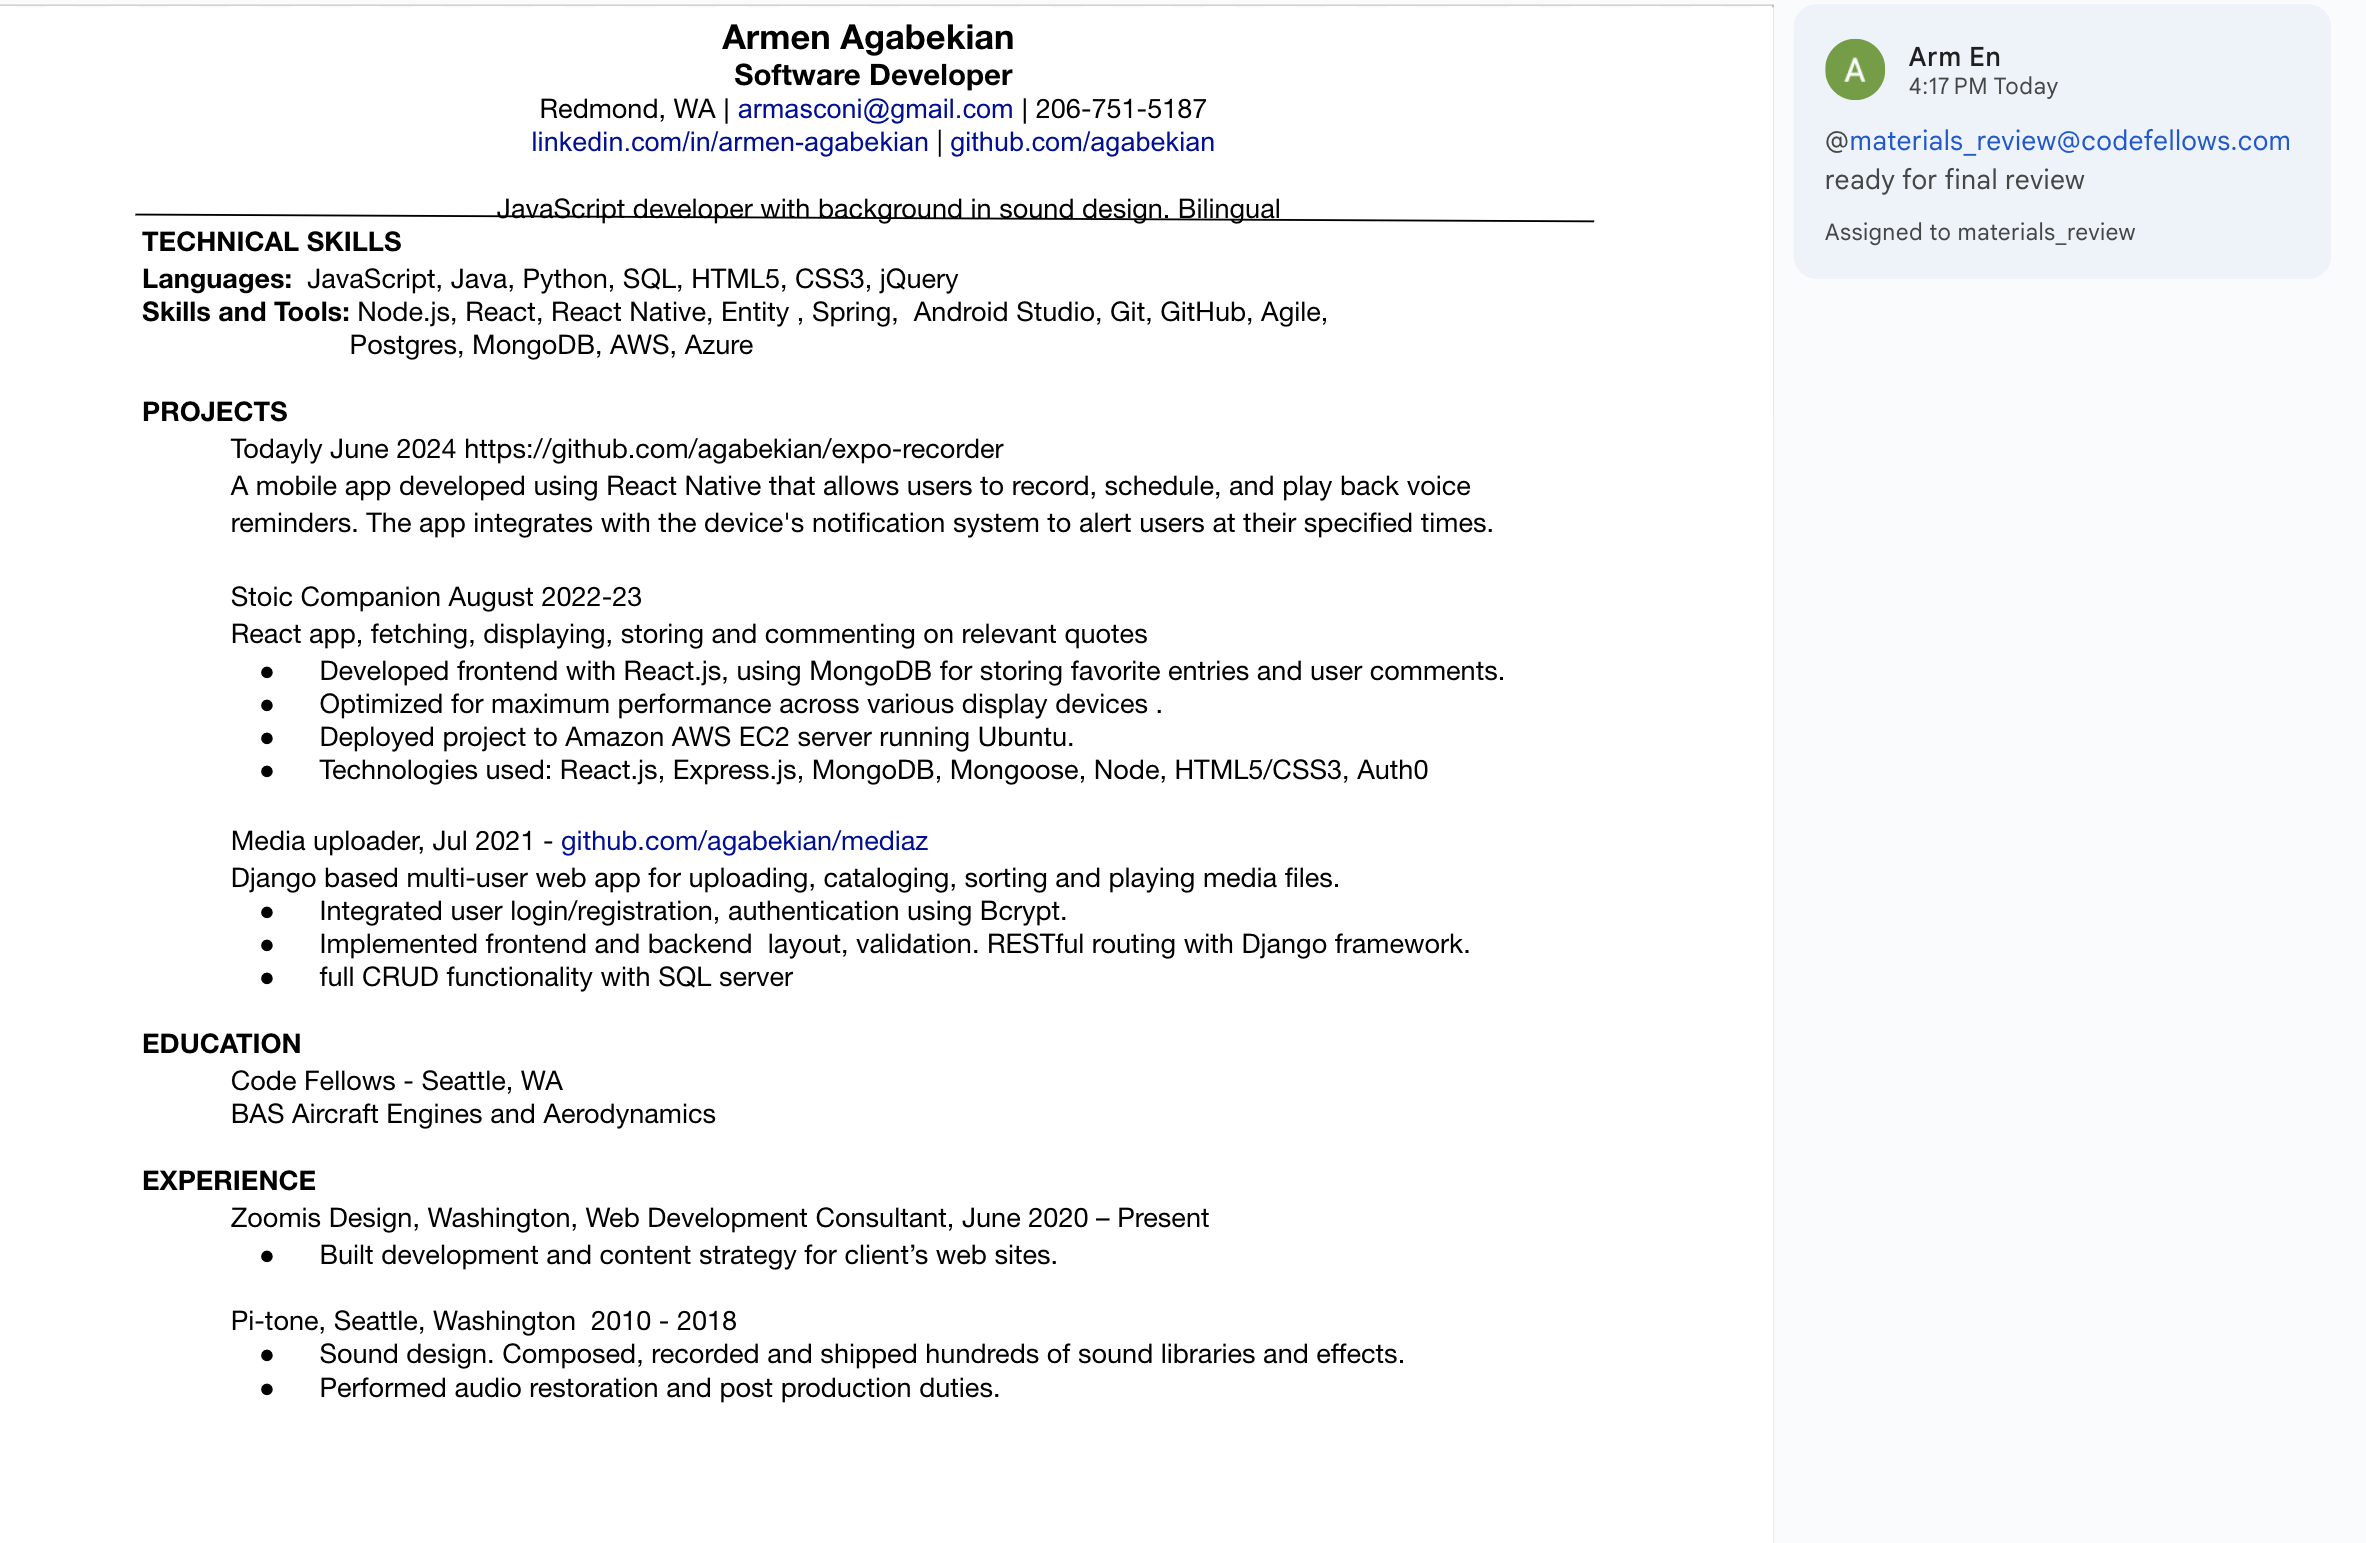 Armen Agabekian
Software Developer
Redmond, WA | armasconi@gmail.com | 206-751-5187
linkedin.com/in/armen-agabekian | github.com/agabekian
JavaScript developer with background in sound design. Bilingual
TECHNICAL SKILLS
Languages:  JavaScript, Java, Python, SQL, HTML5, CSS3, jQuery
Skills and Tools: Node.js, React, React Native, Entity , Spring,  Android Studio, Git, GitHub, Agile,
Postgres, MongoDB, AWS, Azure
PROJECTS
Todayly June 2024 https://github.com/agabekian/expo-recorder
A mobile app developed using React Native that allows users to record, schedule, and play back voice
reminders. The app integrates with the device's notification system to alert users at their specified times.
Stoic Companion August 2022-23
React app, fetching, displaying, storing and commenting on relevant quotes
● Developed frontend with React.js, using MongoDB for storing favorite entries and user comments.
● Optimized for maximum performance across various display devices .
● Deployed project to Amazon AWS EC2 server running Ubuntu.
● Technologies used: React.js, Express.js, MongoDB, Mongoose, Node, HTML5/CSS3, Auth0
Media uploader, Jul 2021 - github.com/agabekian/mediaz
Django based multi-user web app for uploading, cataloging, sorting and playing media files.
● Integrated user login/registration, authentication using Bcrypt.
● Implemented frontend and backend  layout, validation. RESTful routing with Django framework.
● full CRUD functionality with SQL server
EDUCATION
Code Fellows - Seattle, WA
BAS Aircraft Engines and Aerodynamics
EXPERIENCE
Zoomis Design, Washington, Web Development Consultant, June 2020 – Present
● Built development and content strategy for client’s web sites.
Pi-tone, Seattle, Washington  2010 - 2018
● Sound design. Composed, recorded and shipped hundreds of sound libraries and effects.
● Performed audio restoration and post production duties.
A
Arm En
4:17 PM Today
@materials_review@codefellows.com
ready for final review
Assigned to materials_review